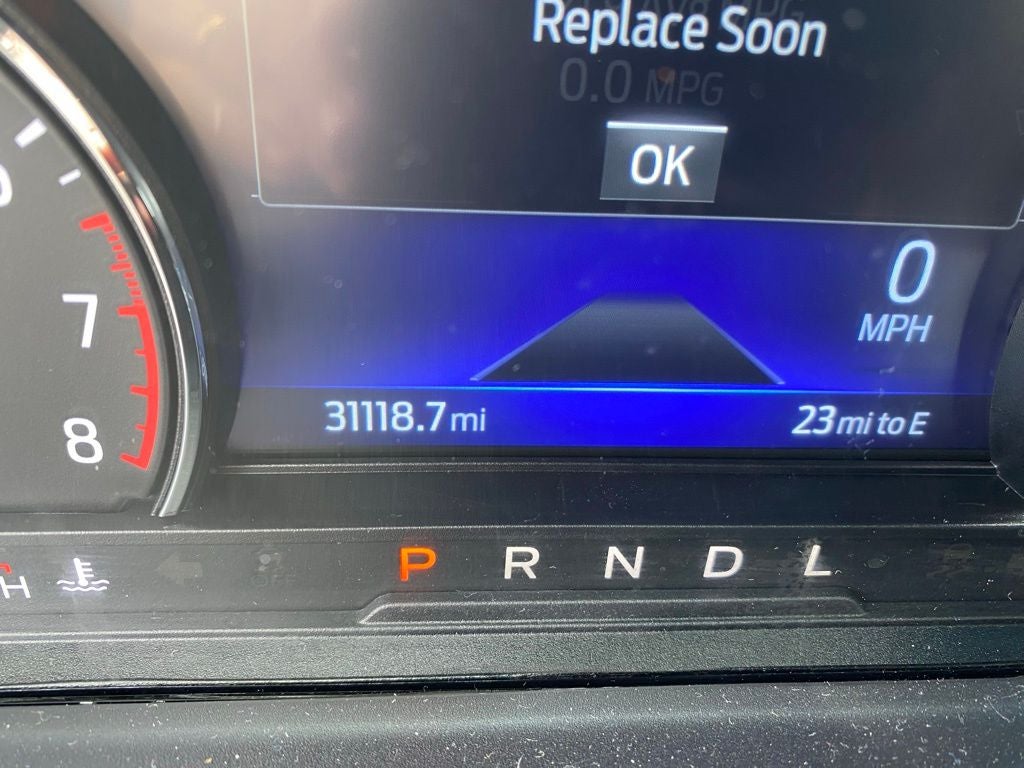 Replace Soon
0.0 MPG
OK
0
MPH
7
8
31118.7 mi
23 mi to E
H
P R N D L